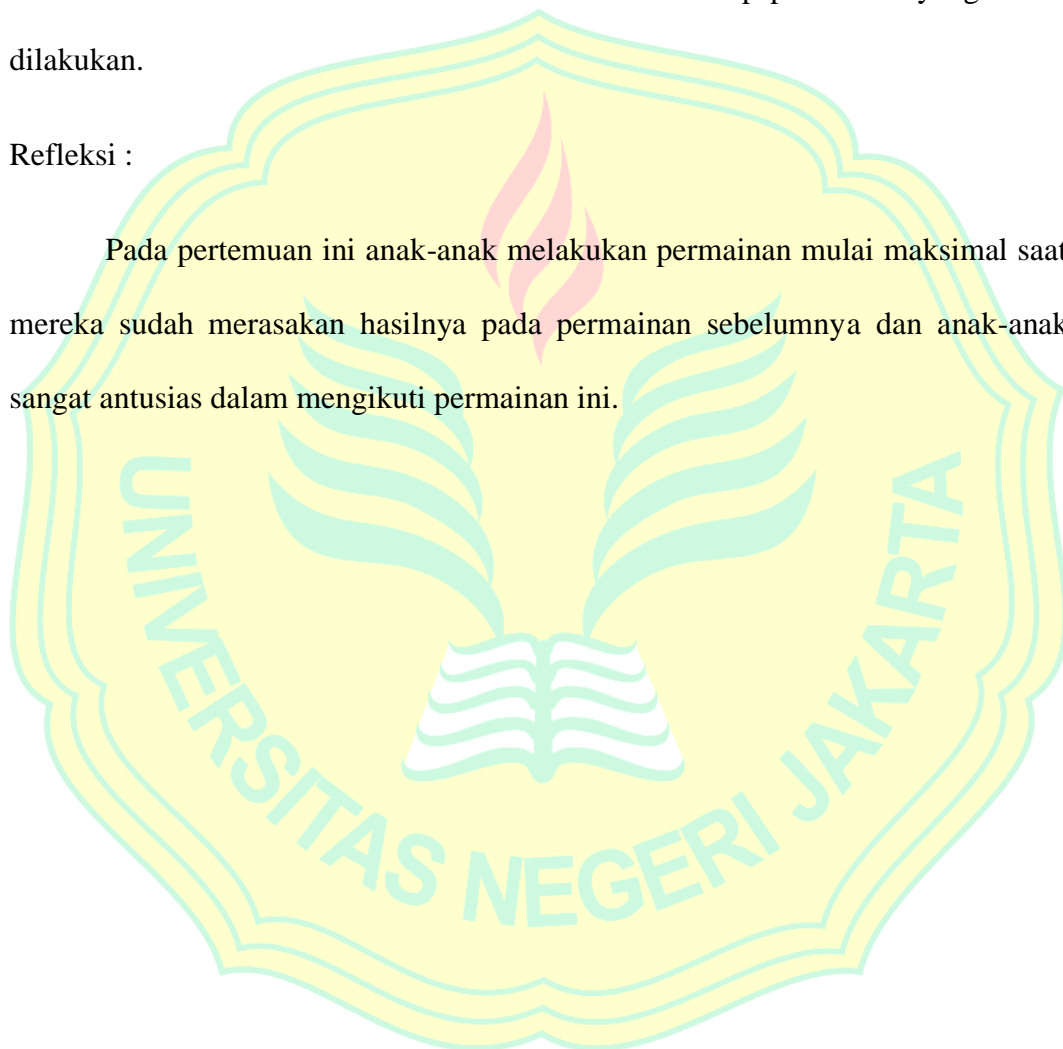 dilakukan.
Refleksi :
Pada pertemuan ini anak-anak melakukan permainan mulai maksimal saat
mereka sudah merasakan hasilnya pada permainan sebelumnya dan anak-anak
sangat antusias dalam mengikuti permainan ini.
UNIVERSITAS NEGERI JAKARTA